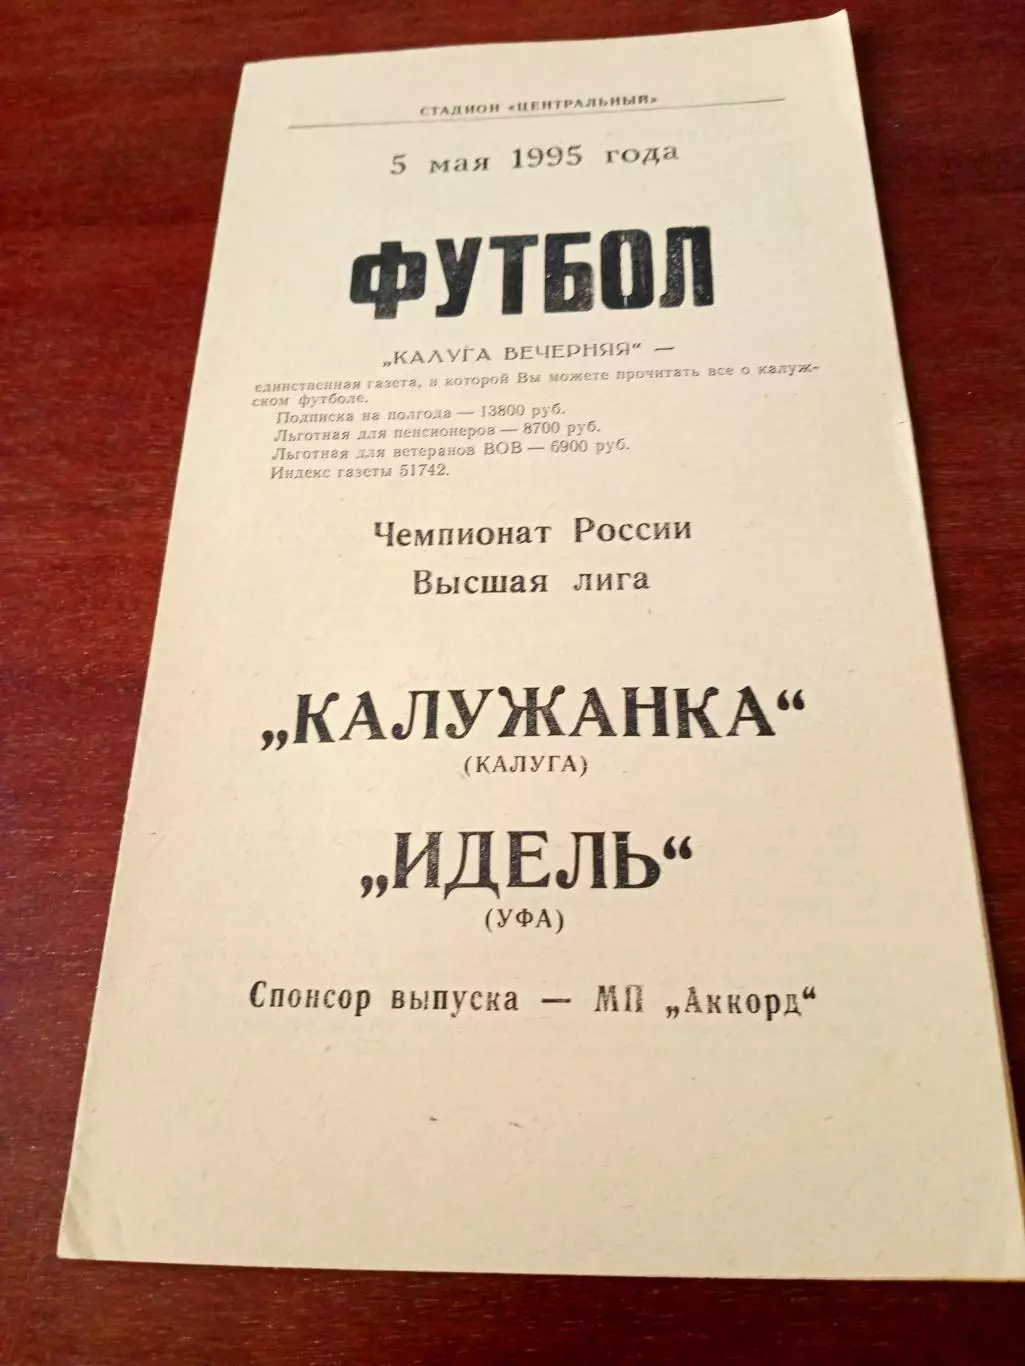 СТАДИОН «ЦЕНТРАЛЬНЫЙ»
5 мая 1995 года
ФУТБОЛ
„КАЛУГА ВЕЧЕРНЯЯ“ —
единственная газета, в которой Вы можете прочитать все о калуж-
ском футболе.
Подписка на полгода — 13800 руб.
Льготная для пенсионеров — 8700 руб.
Льготная для ветеранов ВОВ — 6900 руб.
Индекс газеты 51742.
Чемпионат России
Высшая лига
„КАЛУЖАНКА“
(КАЛУГА)
„ИДЕЛЬ“
(УФА)
Спонсор выпуска — МП „Аккорд“